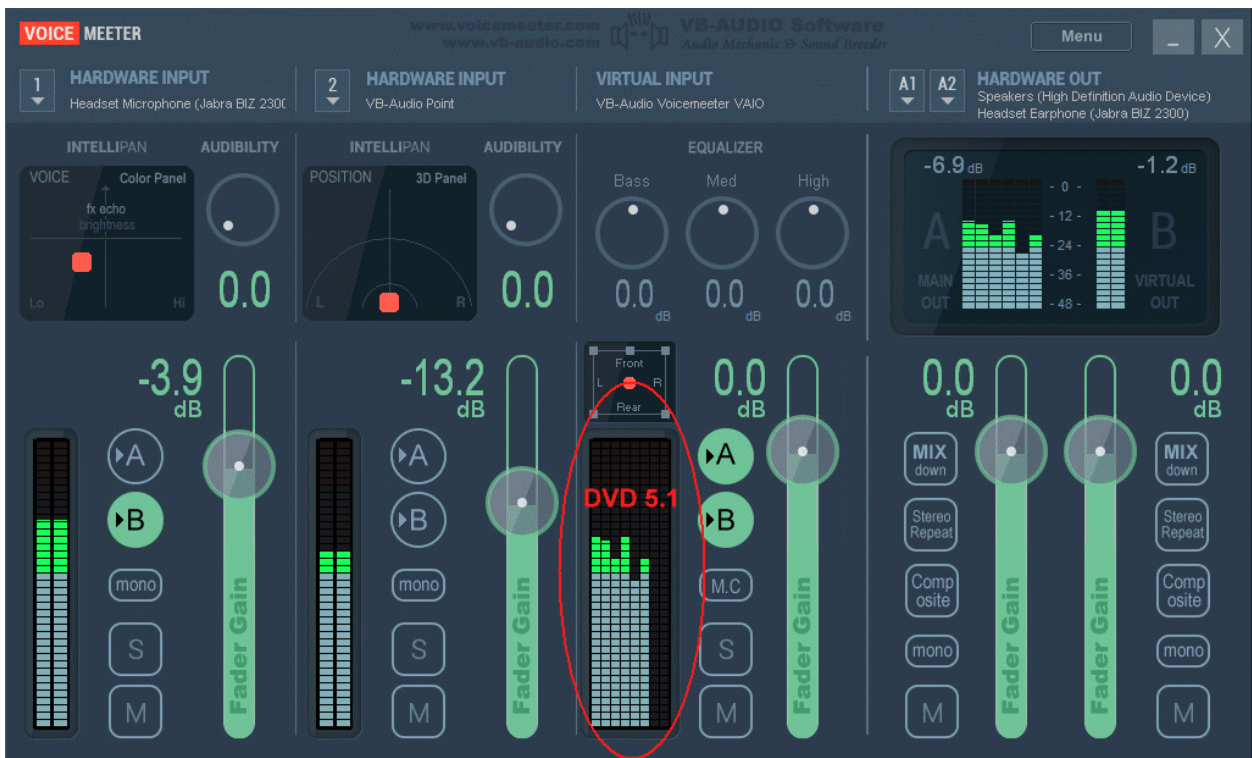 VOICE MEETER
www.voicemeeter.com
www.vb-audio.com
VB-AUDIO Software
Audio Mechanic & Sound Breeder
Menu
_ X
1 HARDWARE INPUT
Headset Microphone (Jabra BIZ 230(
2 HARDWARE INPUT
VB-Audio Point
VIRTUAL INPUT
VB-Audio Voicemeeter VAIO
A1 A2 HARDWARE OUT
Speakers (High Definition Audio Device)
Headset Earphone (Jabra BIZ 2300)
INTELLIPAN AUDIBILITY
VOICE Color Panel
fx echo
brightness
Lo Hi
0.0
INTELLIPAN AUDIBILITY
POSITION 3D Panel
L R
0.0
EQUALIZER
Bass Med High
0.0 dB 0.0 dB 0.0 dB
-6.9 dB -1.2 dB
A B
MAIN OUT
VIRTUAL OUT
- 0 -
- 12 -
- 24 -
- 36 -
- 48 -
-3.9 dB
A
B
mono
S
M
Fader Gain
-13.2 dB
A
B
mono
S
M
Fader Gain
Front
L R
Rear
DVD 5.1
0.0 dB
A
B
M.C
S
M
Fader Gain
0.0 dB
MIX down
Stereo Repeat
Composite
mono
M
Fader Gain
Fader Gain
0.0 dB
MIX down
Stereo Repeat
Composite
mono
M